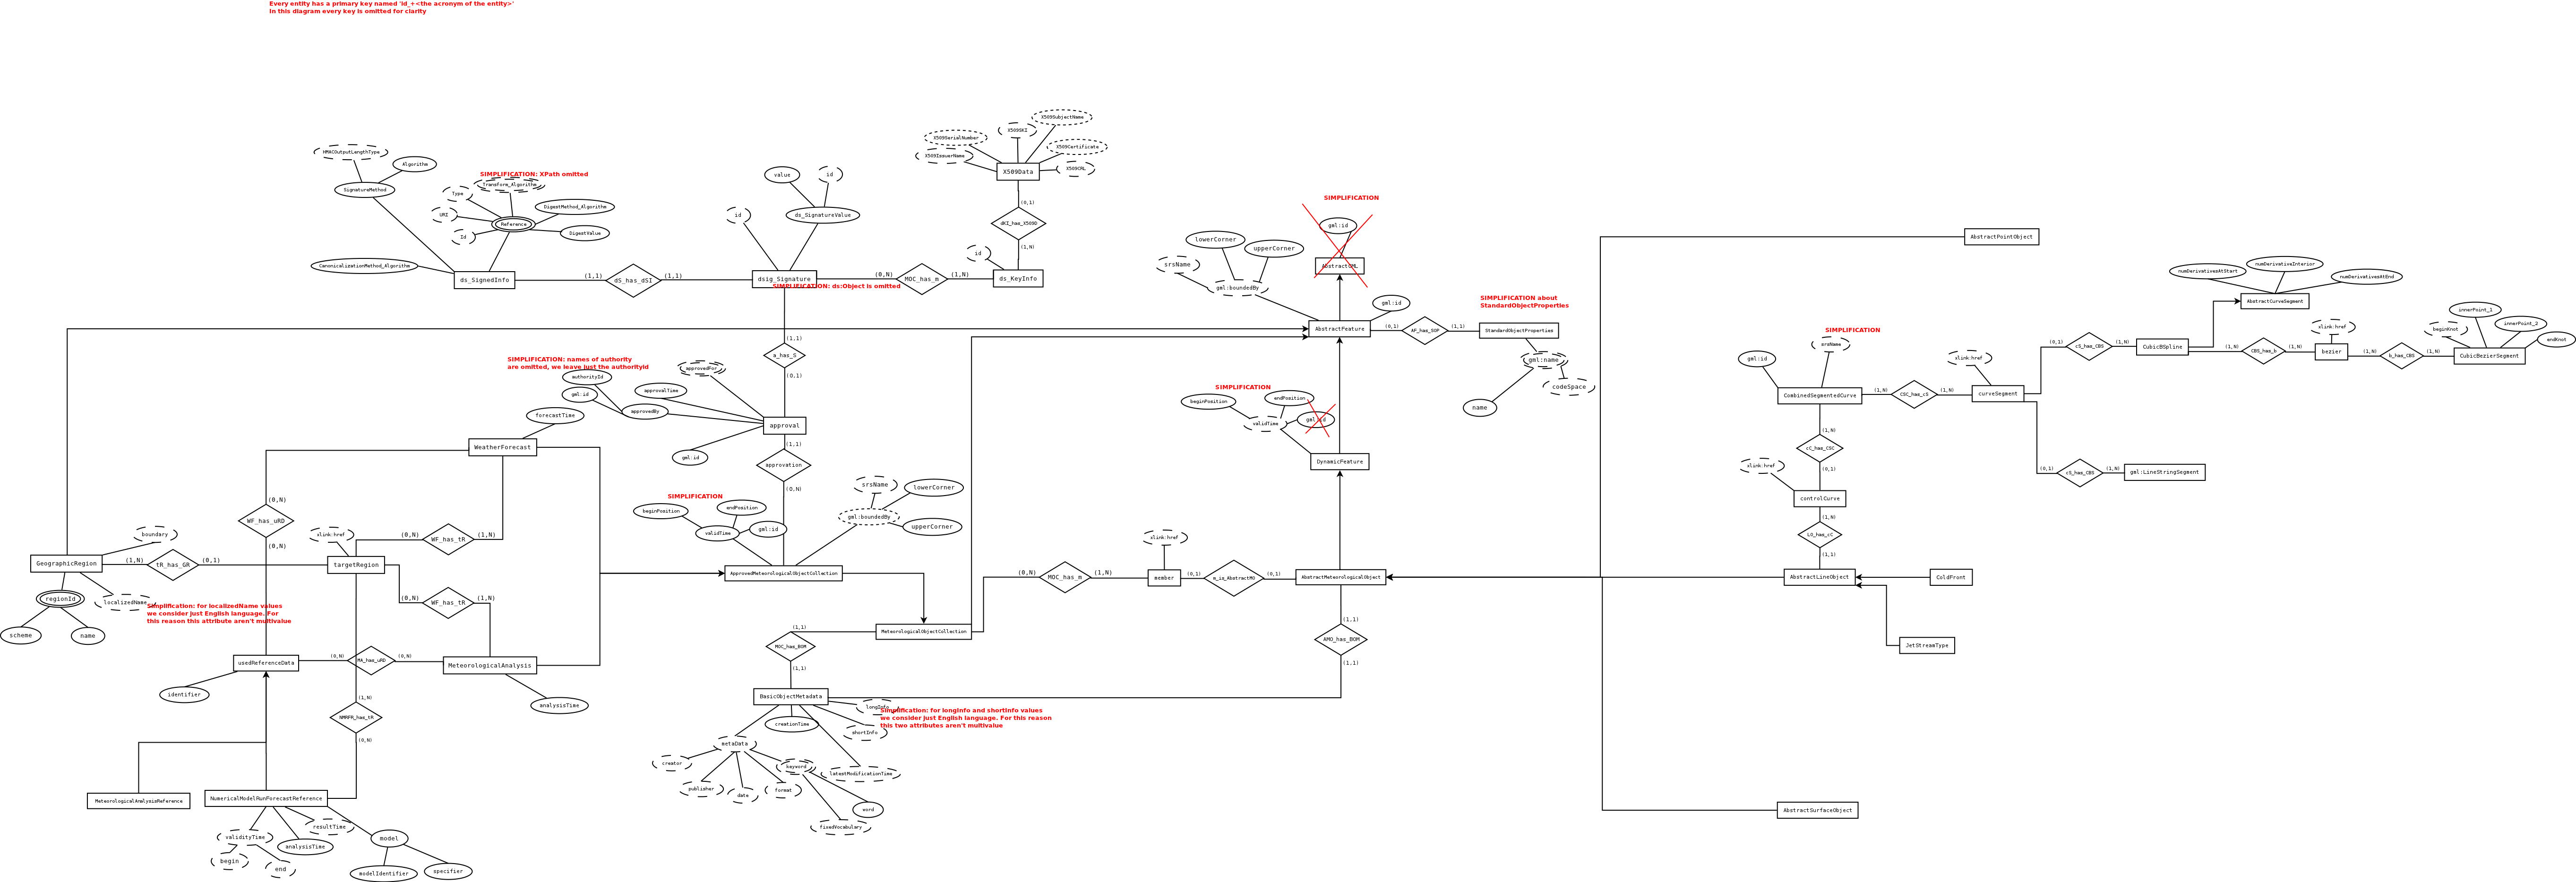 Every entity has a primary key named 'id_+<the acronym of the entity>'
In this diagram every key is omitted for clarity
HMACOutputLengthType
Algorithm
SignatureMethod
SIMPLIFICATION: XPath omitted
Transform_Algorithm
Type
URI
Id
Reference
DigestMethod_Algorithm
DigestValue
CanonicalizationMethod_Algorithm
ds_SignedInfo
(1,1)
dS_has_dSI
(1,1)
value
id
id
ds_SignatureValue
dsig_Signature
SIMPLIFICATION: ds:Object is omitted
(0,N)
MOC_has_m
(1,N)
id
ds_KeyInfo
X509SubjectName
X509SKI
X509SerialNumber
X509IssuerName
X509Certificate
X509CRL
X509Data
(0,1)
dKI_has_X509D
(1,N)
(1,1)
a_has_S
(0,1)
SIMPLIFICATION: names of authority
are omitted, we leave just the authorityId
authorityId
gml:id
approvedBy
approvalTime
approvedFor
gml:id
approval
(1,1)
approvation
(0,N)
SIMPLIFICATION
beginPosition
endPosition
gml:id
validTime
srsName
lowerCorner
gml:boundedBy
upperCorner
ApprovedMeteorologicalObjectCollection
forecastTime
WeatherForecast
(0,N)
WF_has_uRD
(0,N)
boundary
GeographicRegion
(1,N)
tR_has_GR
(0,1)
xlink:href
targetRegion
(0,N)
WF_has_tR
(1,N)
(0,N)
WF_has_tR
(1,N)
regionId
scheme
name
localizedName
Simplification: for localizedName values
we consider just English language. For
this reason this attribute aren't multivalue
usedReferenceData
(0,N)
MA_has_uRD
(0,N)
MeteorologicalAnalysis
identifier
analysisTime
(1,N)
NMRFR_has_tR
(0,N)
MeteorologicalAnalysisReference
NumericalModelRunForecastReference
validityTime
begin
end
analysisTime
resultTime
model
modelIdentifier
specifier
MeteorologicalObjectCollection
(1,1)
MOC_has_BOM
(1,1)
BasicObjectMetadata
longInfo
Simplification: for longInfo and shortInfo values
we consider just English language. For this reason
this two attributes aren't multivalue
creationTime
shortInfo
latestModificationTime
metaData
creator
publisher
date
format
keyword
word
fixedVocabulary
(0,N)
MOC_has_m
(1,N)
xlink:href
member
(0,1)
m_is_AbstractMO
(0,1)
AbstractMeteorologicalObject
(1,1)
AMO_has_BOM
(1,1)
SIMPLIFICATION
gml:id
AbstractGML
lowerCorner
upperCorner
srsName
gml:boundedBy
gml:id
AbstractFeature
(0,1)
AF_has_SOP
(1,1)
SIMPLIFICATION about
StandardObjectProperties
StandardObjectProperties
gml:name
codeSpace
name
SIMPLIFICATION
beginPosition
endPosition
gml:id
validTime
DynamicFeature
AbstractPointObject
SIMPLIFICATION
srsName
gml:id
CombinedSegmentedCurve
(1,N)
CSC_has_cS
(1,N)
xlink:href
curveSegment
(1,N)
cC_has_CSC
(0,1)
xlink:href
controlCurve
(1,N)
LO_has_cC
(1,1)
AbstractLineObject
ColdFront
JetStreamType
AbstractSurfaceObject
(0,1)
cS_has_CBS
(1,N)
CubicBSpline
numDerivativesAtStart
numDerivativeInterior
numDerivativesAtEnd
AbstractCurveSegment
(1,N)
CBS_has_b
(1,N)
xlink:href
bezier
(1,N)
b_has_CBS
(1,N)
innerPoint_1
beginKnot
innerPoint_2
endKnot
CubicBezierSegment
(0,1)
cS_has_CBS
(1,N)
gml:LineStringSegment